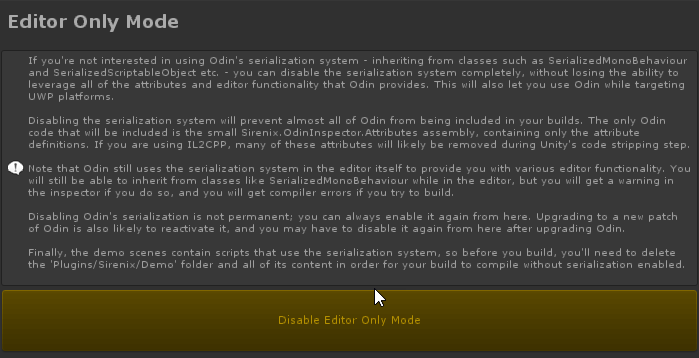 Editor Only Mode
If you're not interested in using Odin's serialization system - inheriting from classes such as SerializedMonoBehaviour
and SerializedScriptableObject etc. - you can disable the serialization system completely, without losing the ability to
leverage all of the attributes and editor functionality that Odin provides. This will also let you use Odin while targeting
UWP platforms.
Disabling the serialization system will prevent almost all of Odin from being included in your builds. The only Odin
code that will be included is the small Sirenix.OdinInspector.Attributes assembly, containing only the attribute
definitions. If you are using IL2CPP, many of these attributes will likely be removed during Unity's code stripping step.
Note that Odin still uses the serialization system in the editor itself to provide you with various editor functionality. You
will still be able to inherit from classes like SerializedMonoBehaviour while in the editor, but you will get a warning in
the inspector if you do so, and you will get compiler errors if you try to build.
Disabling Odin's serialization is not permanent; you can always enable it again from here. Upgrading to a new patch
of Odin is also likely to reactivate it, and you may have to disable it again from here after upgrading Odin.
Finally, the demo scenes contain scripts that use the serialization system, so before you build, you'll need to delete
the 'Plugins/Sirenix/Demo' folder and all of its content in order for your build to compile without serialization enabled.
Disable Editor Only Mode